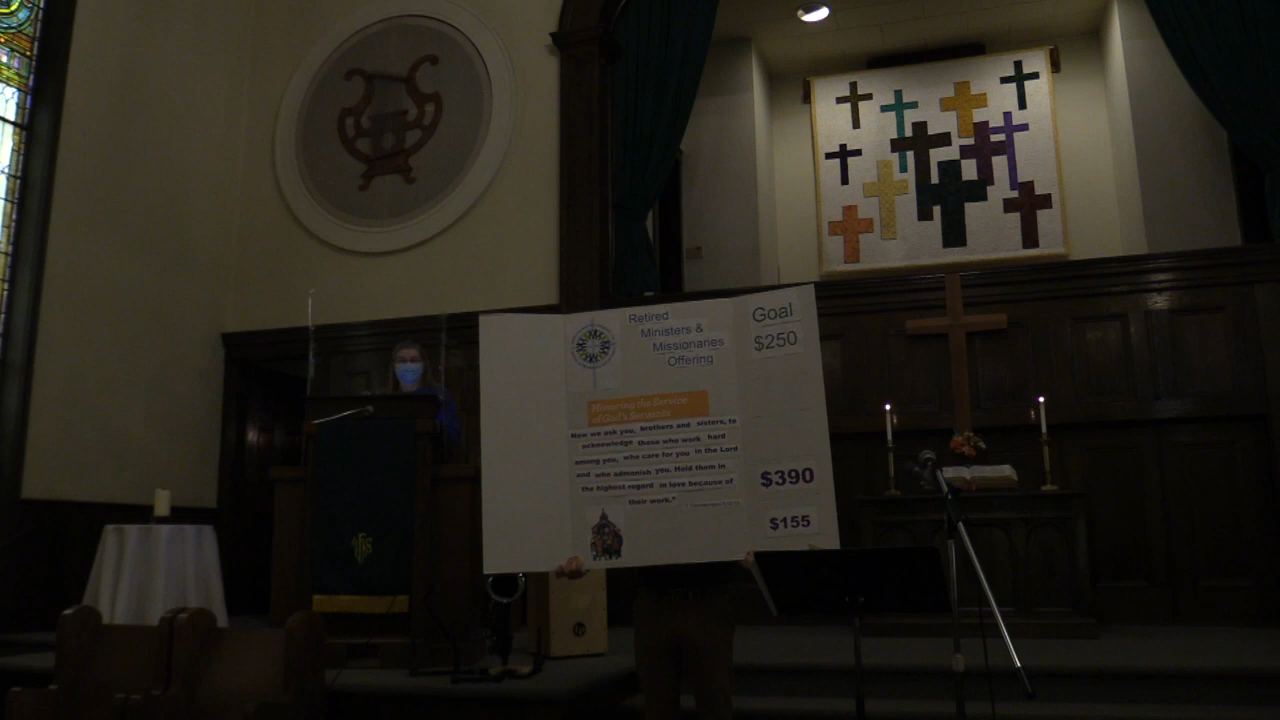 Retired
Ministers &
Missionaries
Offering
Goal
$250
Honoring the Service
of God's Servants
Now we ask you, brothers and sisters, to
acknowledge those who work hard
among you, who care for you in the Lord
and who admonish you. Hold them in
the highest regard in love because of
their work."
$390
$155